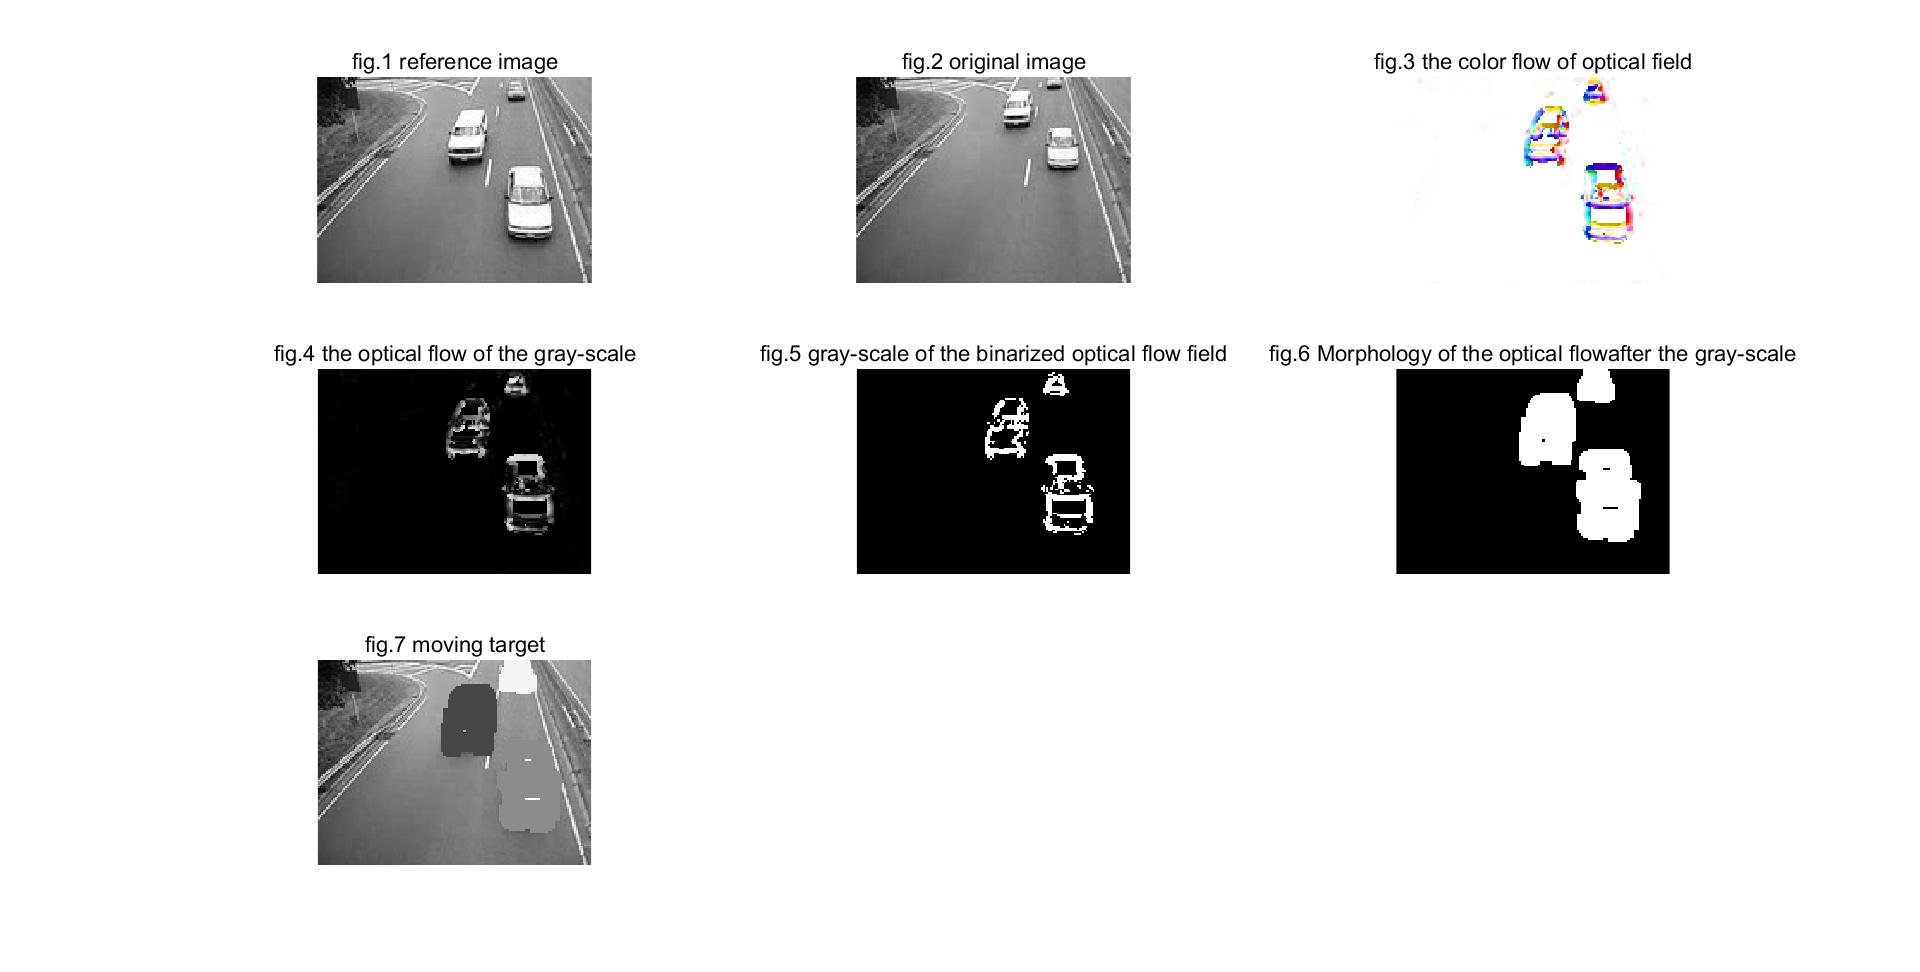 fig.1 reference image
fig.2 original image
fig.3 the color flow of optical field
fig.4 the optical flow of the gray-scale
fig.5 gray-scale of the binarized optical flow field
fig.6 Morphology of the optical flowafter the gray-scale
fig.7 moving target